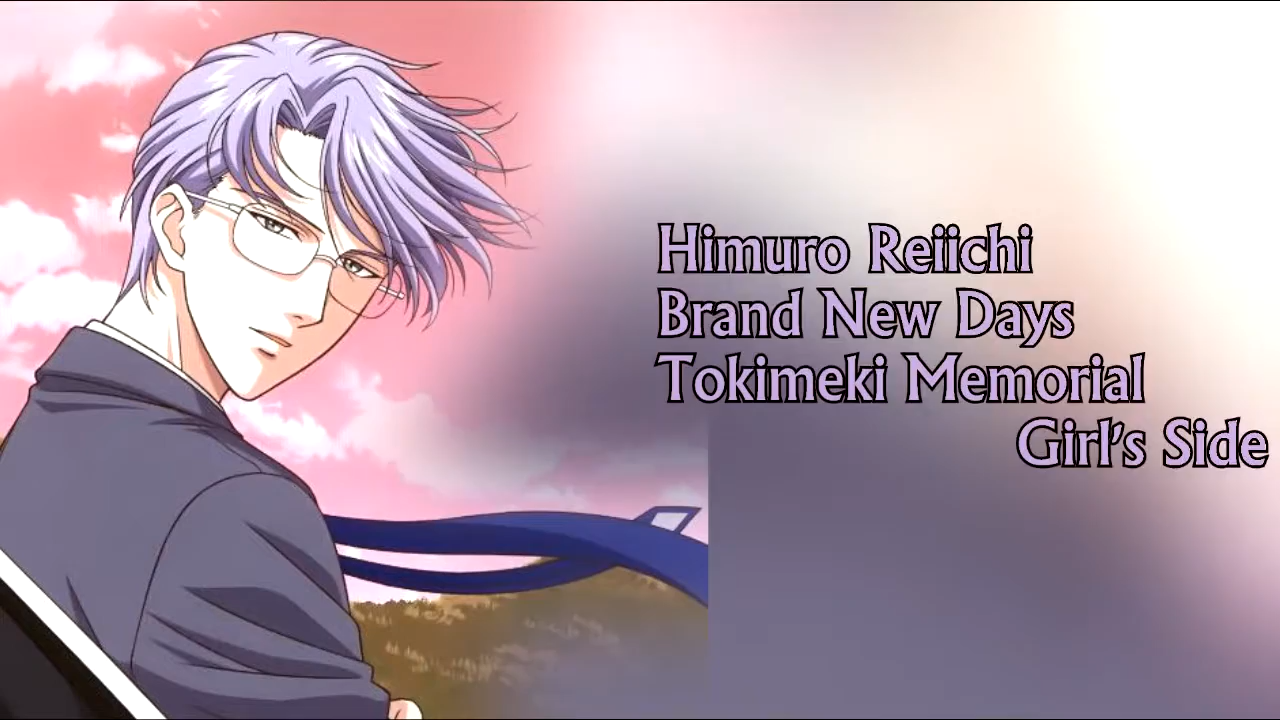 Himuro Reiichi
Brand New Days
Tokimeki Memorial
Girl's Side